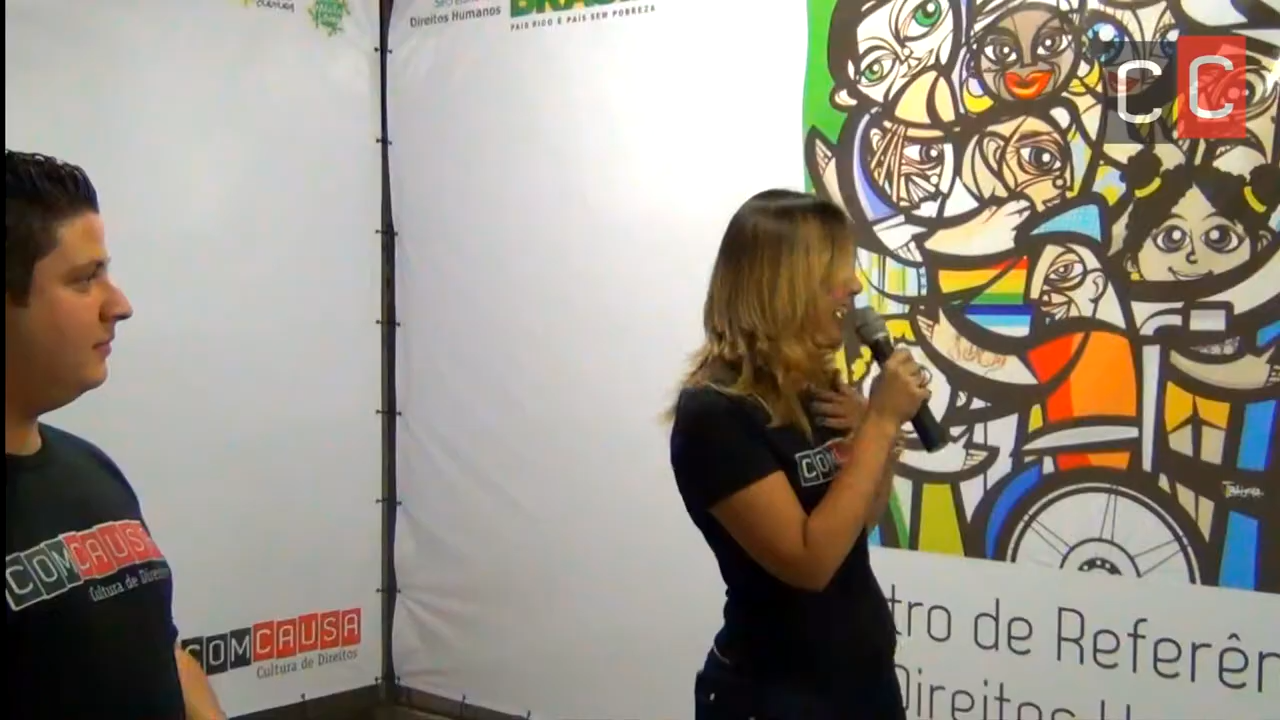 Direitos Humanos
BRASIL
PAÍS RICO É PAÍS SEM POBREZA
CC
COMCAUSA
Cultura de Direitos
COM
COMCAUSA
Cultura de Direitos
tro de Referên
Direitos H